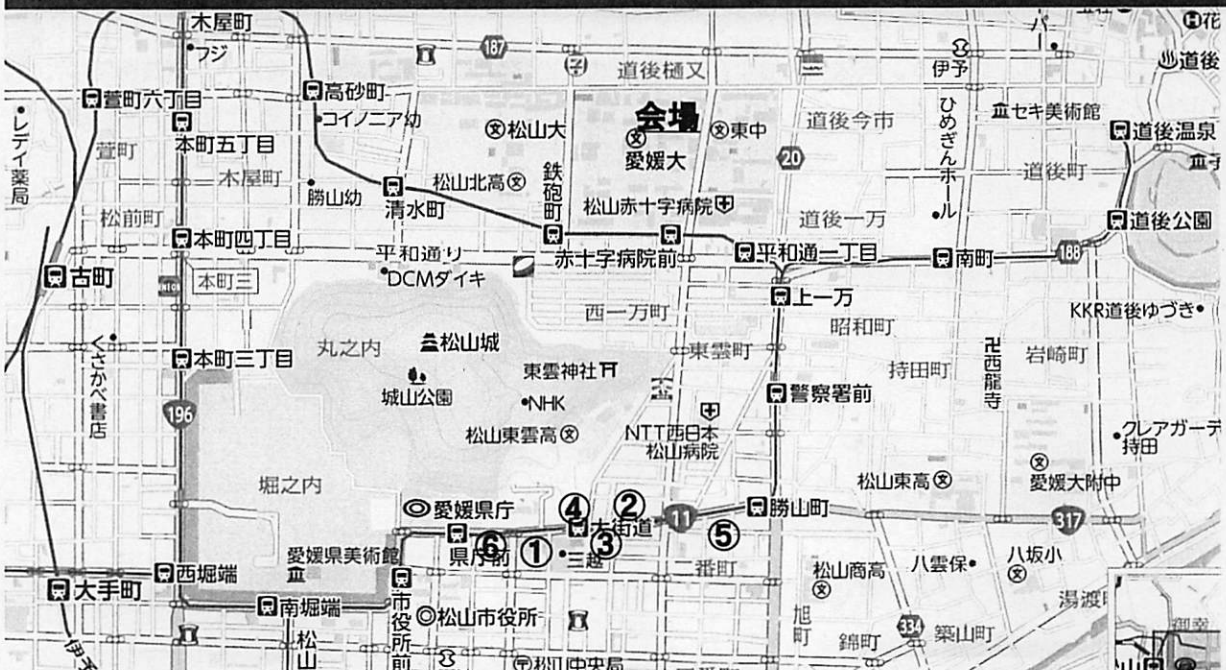 木屋町
フジ
187
道後樋又
伊予
パ
花
道後
萱町六丁目
高砂町
コイノニア幼
松山大
会場
東中
愛媛大
道後今市
ひめぎんホール
セキ美術館
道後温泉
レディ薬局
本町五丁目
萱町
木屋町
勝山幼
松山北高
清水町
鉄砲町
松山赤十字病院
20
道後町
松前町
本町四丁目
平和通り
赤十字病院前
道後一万
平和通一丁目
南町
188
道後公園
古町
本町三
DCMダイキ
西一万町
上一万
昭和町
KKR道後ゆづき
くさかべ書店
本町三丁目
丸之内
松山城
城山公園
東雲神社
東雲町
持田町
西龍寺
岩崎町
196
NHK
警察署前
松山東雲高
NTT西日本
松山病院
クレアガーデ
持田
堀之内
愛媛県庁
④
②
大街道
11
勝山町
松山東高
愛媛大附中
317
県庁前
⑥
①
三越
③
⑤
愛媛県美術館
二番町
松山商高
八雲保
八坂小
大手町
西堀端
南堀端
市役所前
松山市役所
旭町
334
築山町
錦町
湯渡町
御幸
松山
松山中央局
伊予
山口